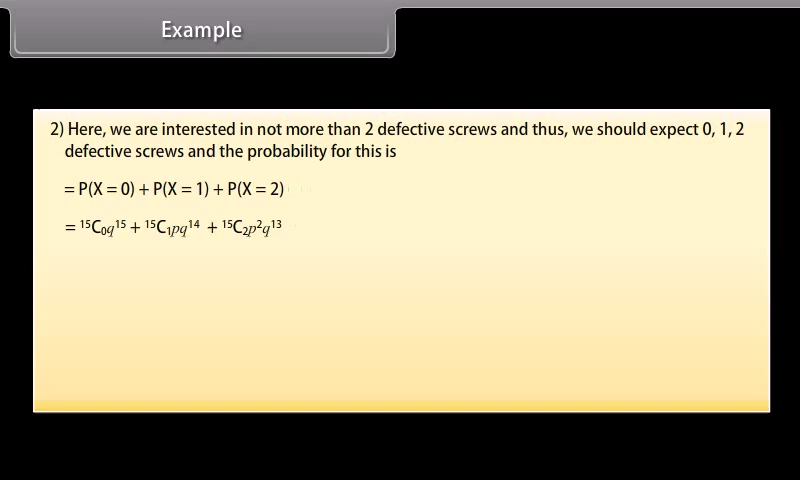 Example
2) Here, we are interested in not more than 2 defective screws and thus, we should expect 0, 1, 2
defective screws and the probability for this is
= P(X = 0) + P(X = 1) + P(X = 2)
= ¹⁵C₀q¹⁵ + ¹⁵C₁pq¹⁴ + ¹⁵C₂p²q¹³